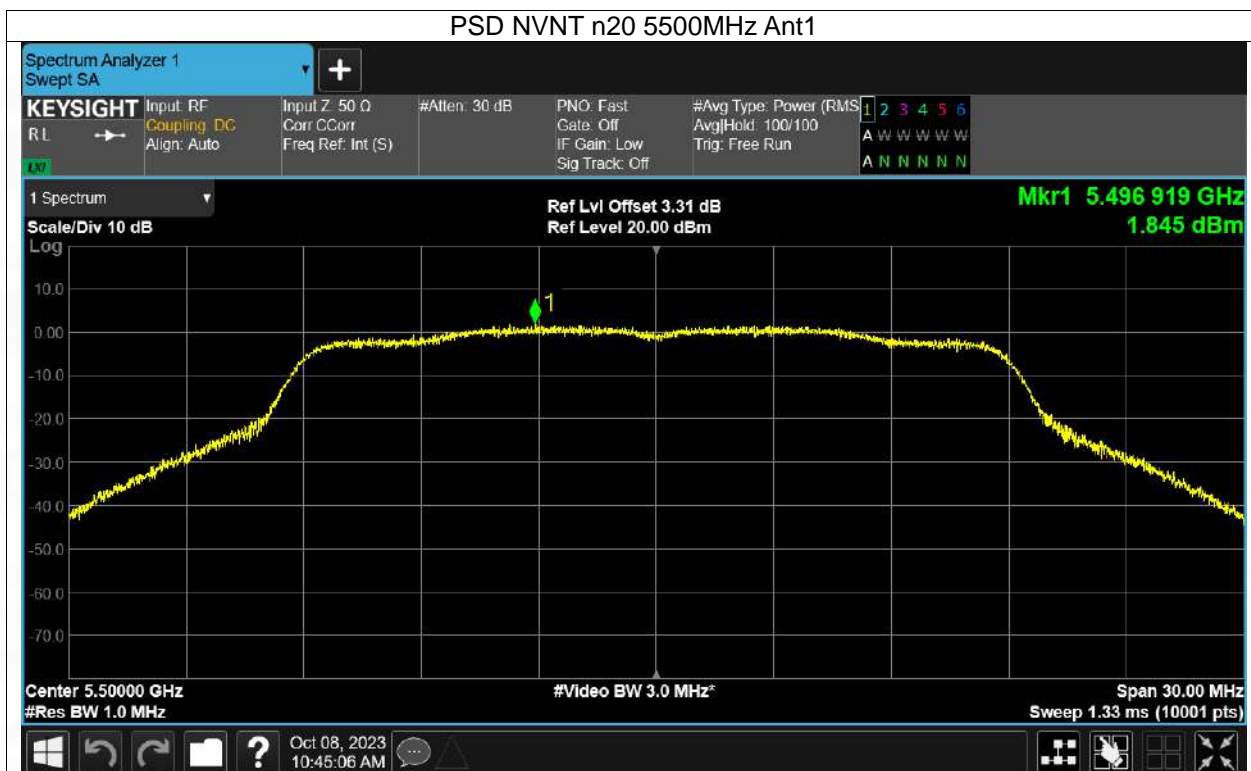 PSD NVNT n20 5500MHz Ant1
Spectrum Analyzer 1
Swept SA
KEYSIGHT
RL
LXI
Input: RF
Coupling: DC
Align: Auto
Input Z: 50 Ω
Corr CCorr
Freq Ref: Int (S)
#Atten: 30 dB
PNO: Fast
Gate: Off
IF Gain: Low
Sig Track: Off
#Avg Type: Power (RMS
Avg|Hold: 100/100
Trig: Free Run
1 2 3 4 5 6
A W W W W W
A N N N N N
1 Spectrum
Scale/Div 10 dB
Log
Ref Lvl Offset 3.31 dB
Ref Level 20.00 dBm
Mkr1 5.496 919 GHz
1.845 dBm
1
10.0
0.00
-10.0
-20.0
-30.0
-40.0
-50.0
-60.0
-70.0
Center 5.50000 GHz
#Res BW 1.0 MHz
#Video BW 3.0 MHz*
Span 30.00 MHz
Sweep 1.33 ms (10001 pts)
?
Oct 08, 2023
10:45:06 AM